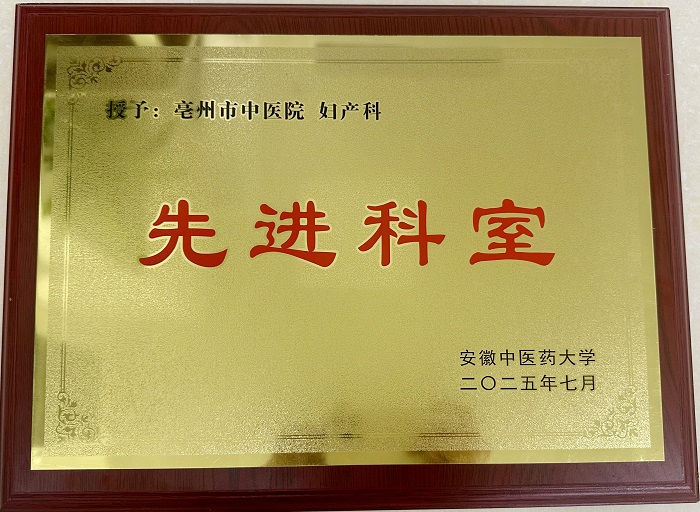 授予：亳州市中医院 妇产科
先进科室
安徽中医药大学
二〇二五年七月